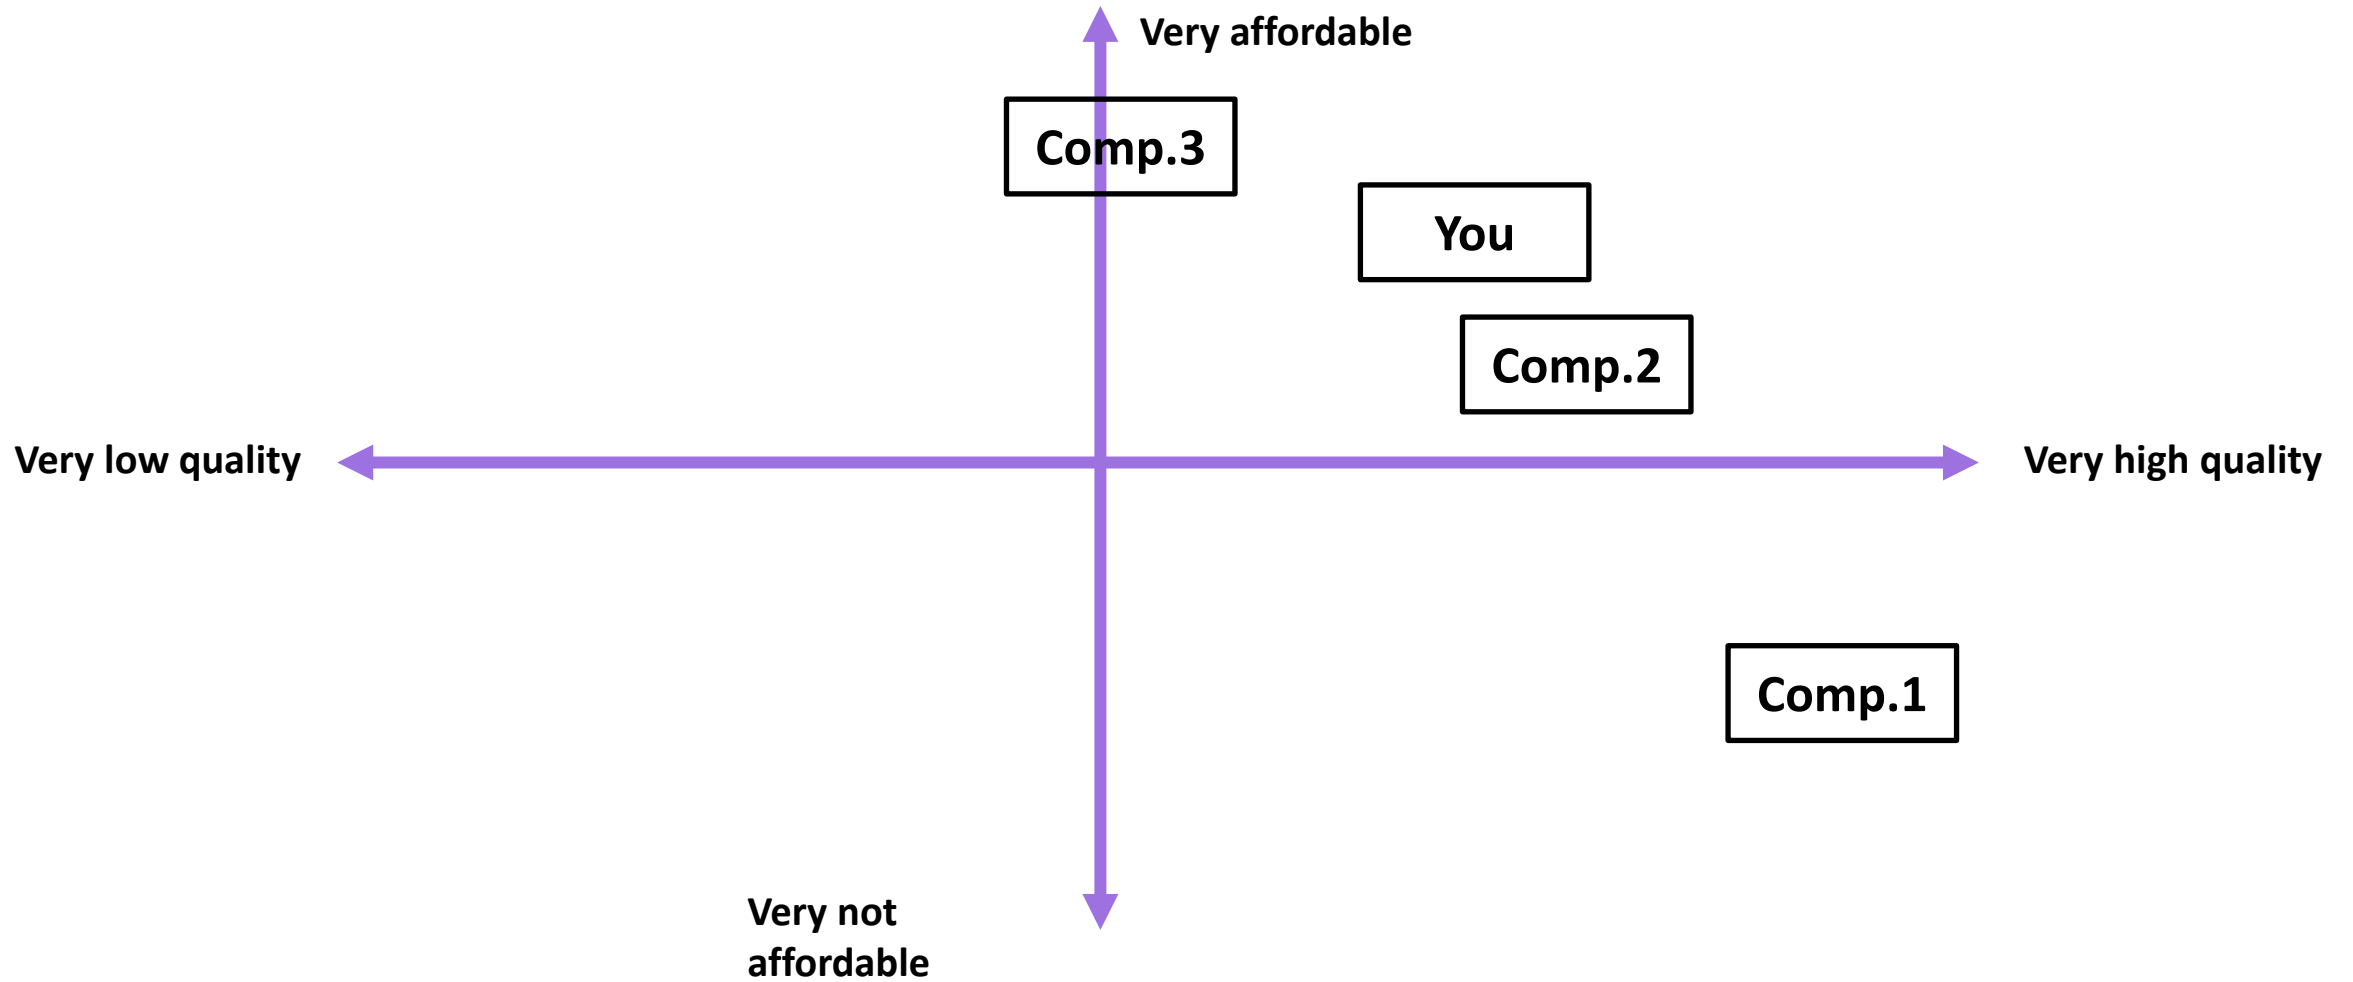 Very affordable
Comp.3
You
Comp.2
Very low quality
Very high quality
Comp.1
Very not
affordable